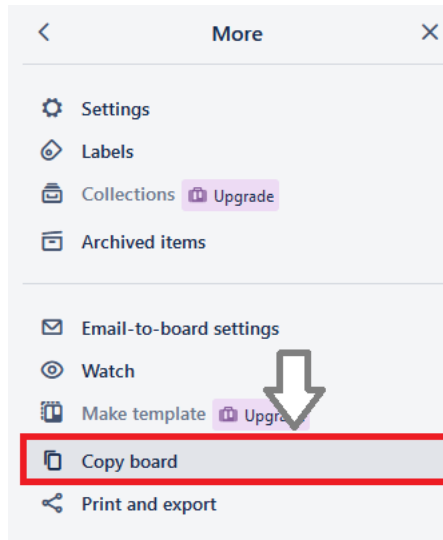 More
Settings
Labels
Collections Upgrade
Archived items
Email-to-board settings
Watch
Make template
Copy board
Print and export